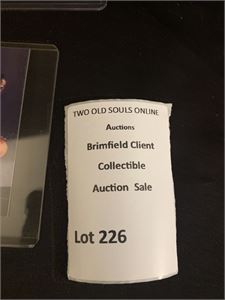 TWO OLD SOULS ONLINE
Auctions
Brimfield Client
Collectible
Auction Sale
Lot 226